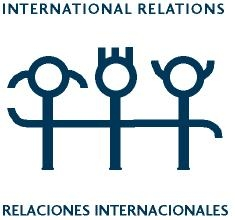 INTERNATIONAL RELATIONS
RELACIONES INTERNACIONALES